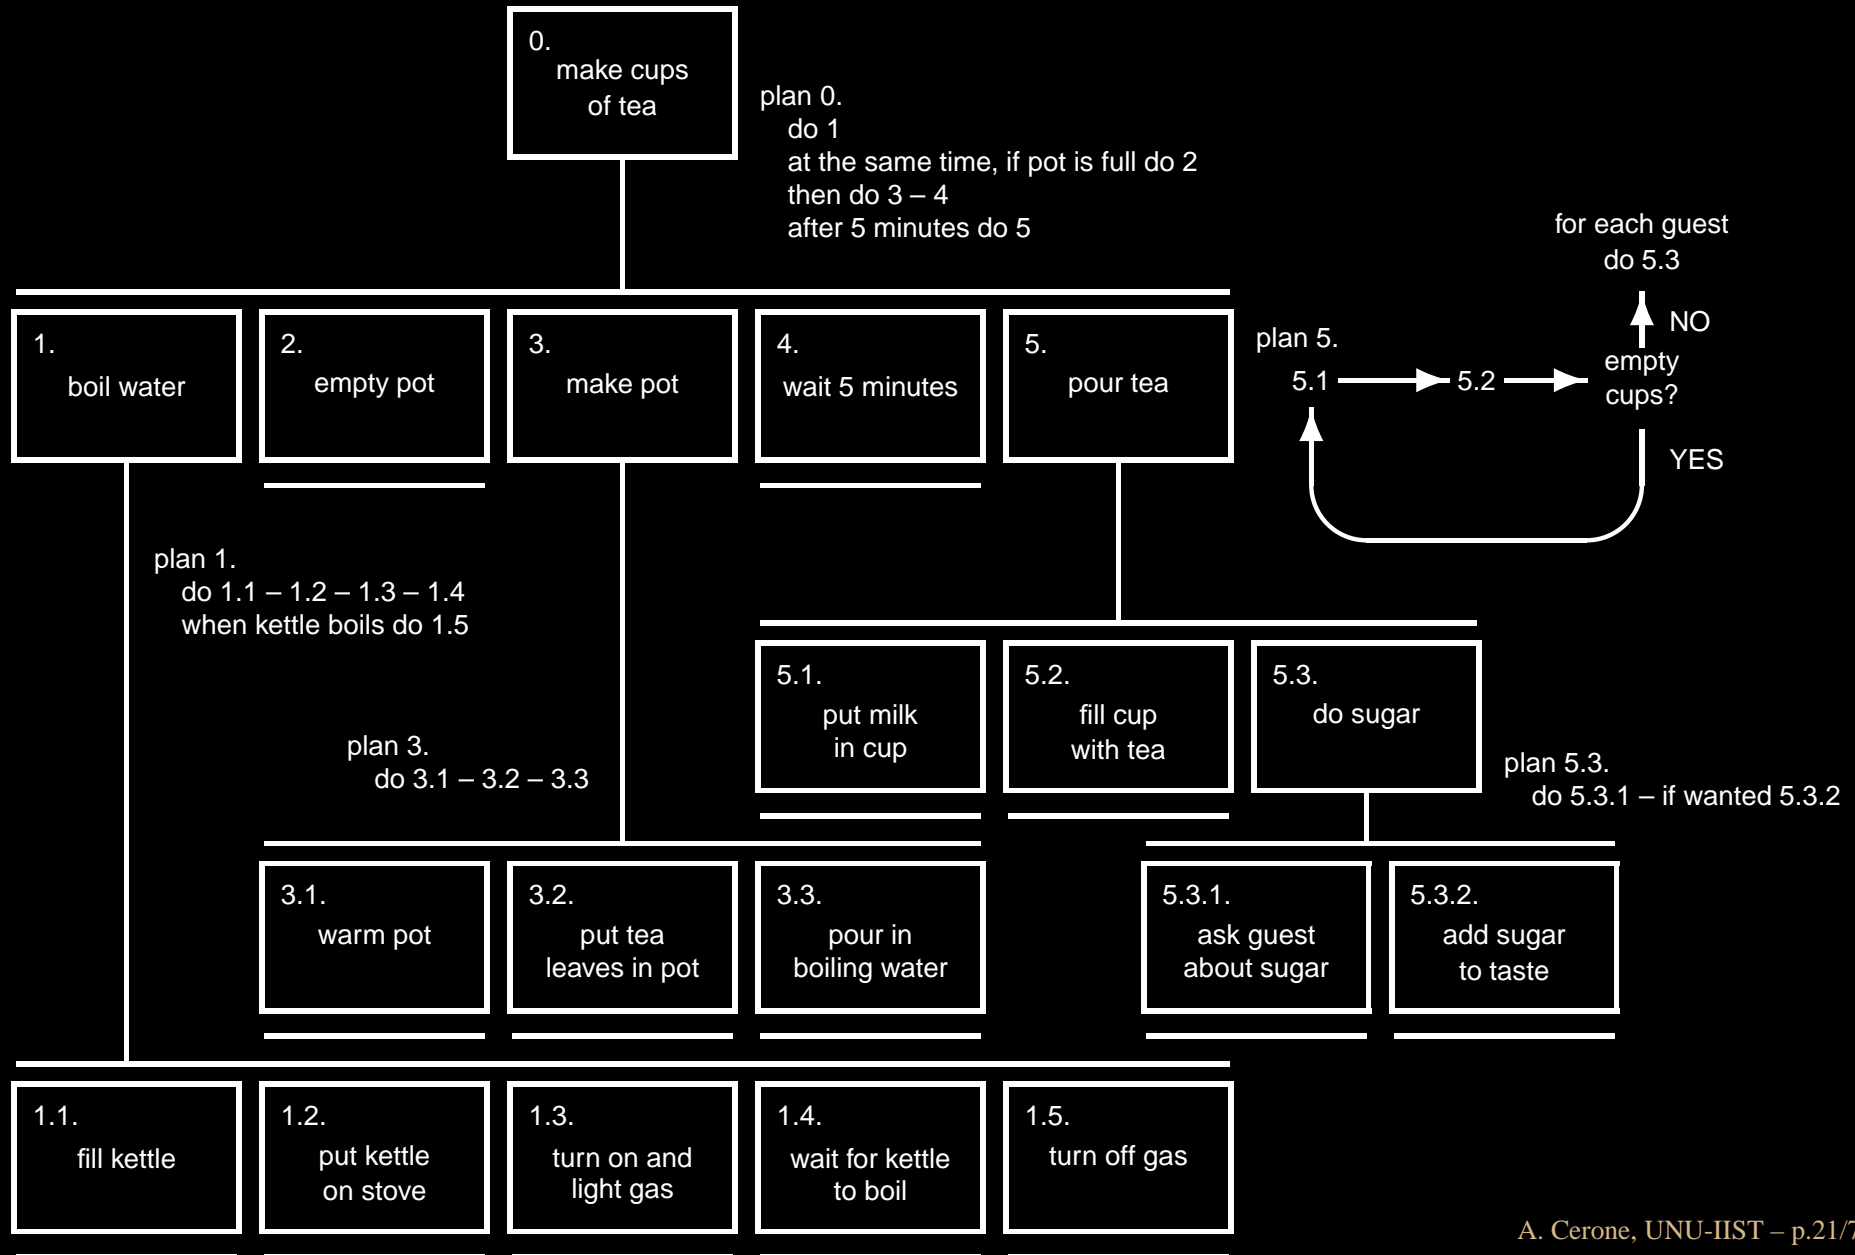 0.
make cups
of tea
plan 0.
do 1
at the same time, if pot is full do 2
then do 3 – 4
after 5 minutes do 5
for each guest
do 5.3
NO
empty
cups?
YES
plan 5.
5.1
5.2
1.
boil water
2.
empty pot
3.
make pot
4.
wait 5 minutes
5.
pour tea
plan 1.
do 1.1 – 1.2 – 1.3 – 1.4
when kettle boils do 1.5
plan 3.
do 3.1 – 3.2 – 3.3
5.1.
put milk
in cup
5.2.
fill cup
with tea
5.3.
do sugar
plan 5.3.
do 5.3.1 – if wanted 5.3.2
3.1.
warm pot
3.2.
put tea
leaves in pot
3.3.
pour in
boiling water
5.3.1.
ask guest
about sugar
5.3.2.
add sugar
to taste
1.1.
fill kettle
1.2.
put kettle
on stove
1.3.
turn on and
light gas
1.4.
wait for kettle
to boil
1.5.
turn off gas
A. Cerone, UNU-IIST – p.21/7